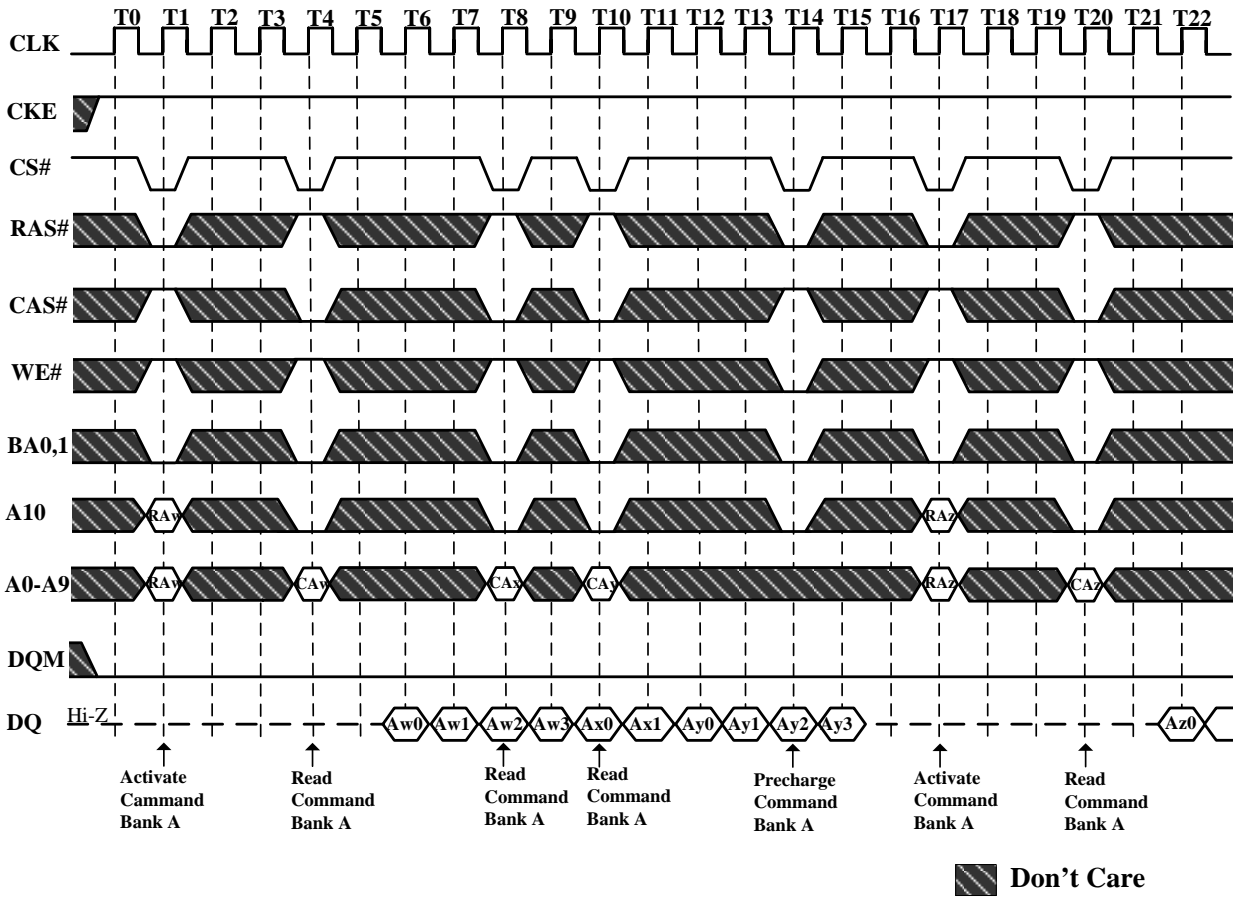 T0 T1 T2 T3 T4 T5 T6 T7 T8 T9 T10 T11 T12 T13 T14 T15 T16 T17 T18 T19 T20 T21 T22
CLK
CKE
CS#
RAS#
CAS#
WE#
BA0,1
A10 RAw RAz
A0-A9 RAw CAw CAx CAy RAz CAz
DQM
DQ Hi-Z Aw0 Aw1 Aw2 Aw3 Ax0 Ax1 Ay0 Ay1 Ay2 Ay3 Az0
Activate
Cammand
Bank A
Read
Command
Bank A
Read
Command
Bank A
Read
Command
Bank A
Precharge
Command
Bank A
Activate
Command
Bank A
Read
Command
Bank A
Don't Care